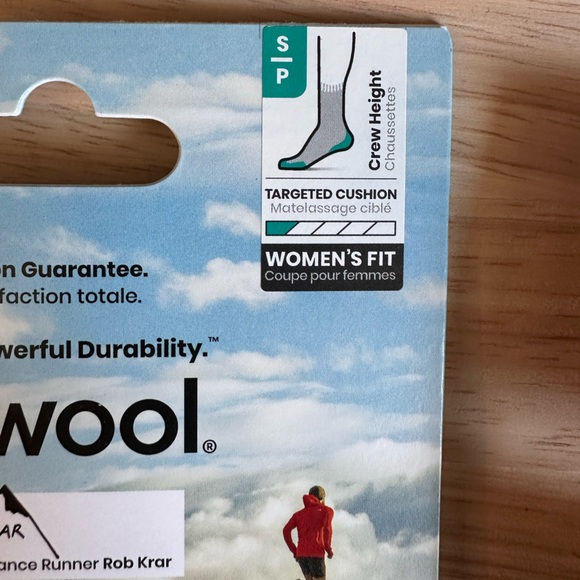 S
P
Crew Height
Chaussettes
TARGETED CUSHION
Matelassage ciblé
WOMEN'S FIT
Coupe pour femmes
on Guarantee.
faction totale.
werful Durability.™
wool®
AR
ance Runner Rob Krar